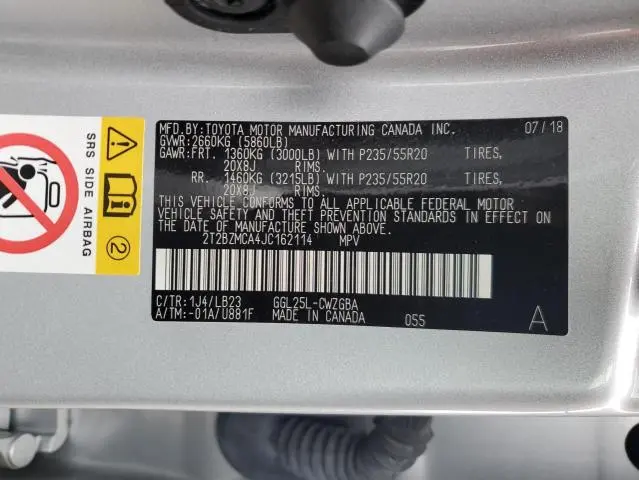 MFD.BY:TOYOTA MOTOR MANUFACTURING CANADA INC. 07/18
GVWR:2660KG (5860LB)
GAWR:FRT. 1360KG (3000LB) WITH P235/55R20 TIRES,
20X8J RIMS.
RR. 1460KG (3215LB) WITH P235/55R20 TIRES,
20X8J RIMS.
THIS VEHICLE CONFORMS TO ALL APPLICABLE FEDERAL MOTOR
VEHICLE SAFETY AND THEFT PREVENTION STANDARDS IN EFFECT ON
THE DATE OF MANUFACTURE SHOWN ABOVE.
2T2BZMCA4JC162114 MPV
C/TR:1J4/LB23 GGL25L-CWZGBA
A/TM:-01A/U881F MADE IN CANADA 055 A
SRS SIDE AIRBAG
2